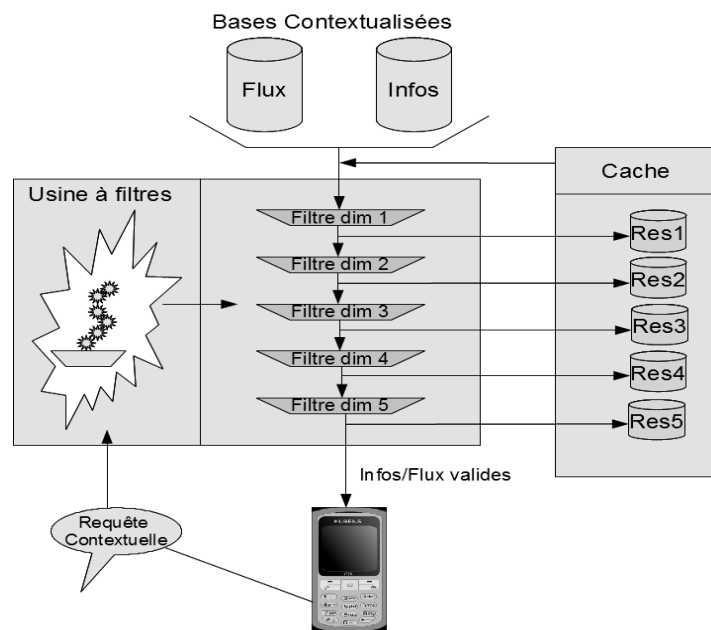 Bases Contextualisées
Flux
Infos
Cache
Usine à filtres
Filtre dim 1
Filtre dim 2
Filtre dim 3
Filtre dim 4
Filtre dim 5
Res1
Res2
Res3
Res4
Res5
Infos/Flux valides
Requête
Contextuelle